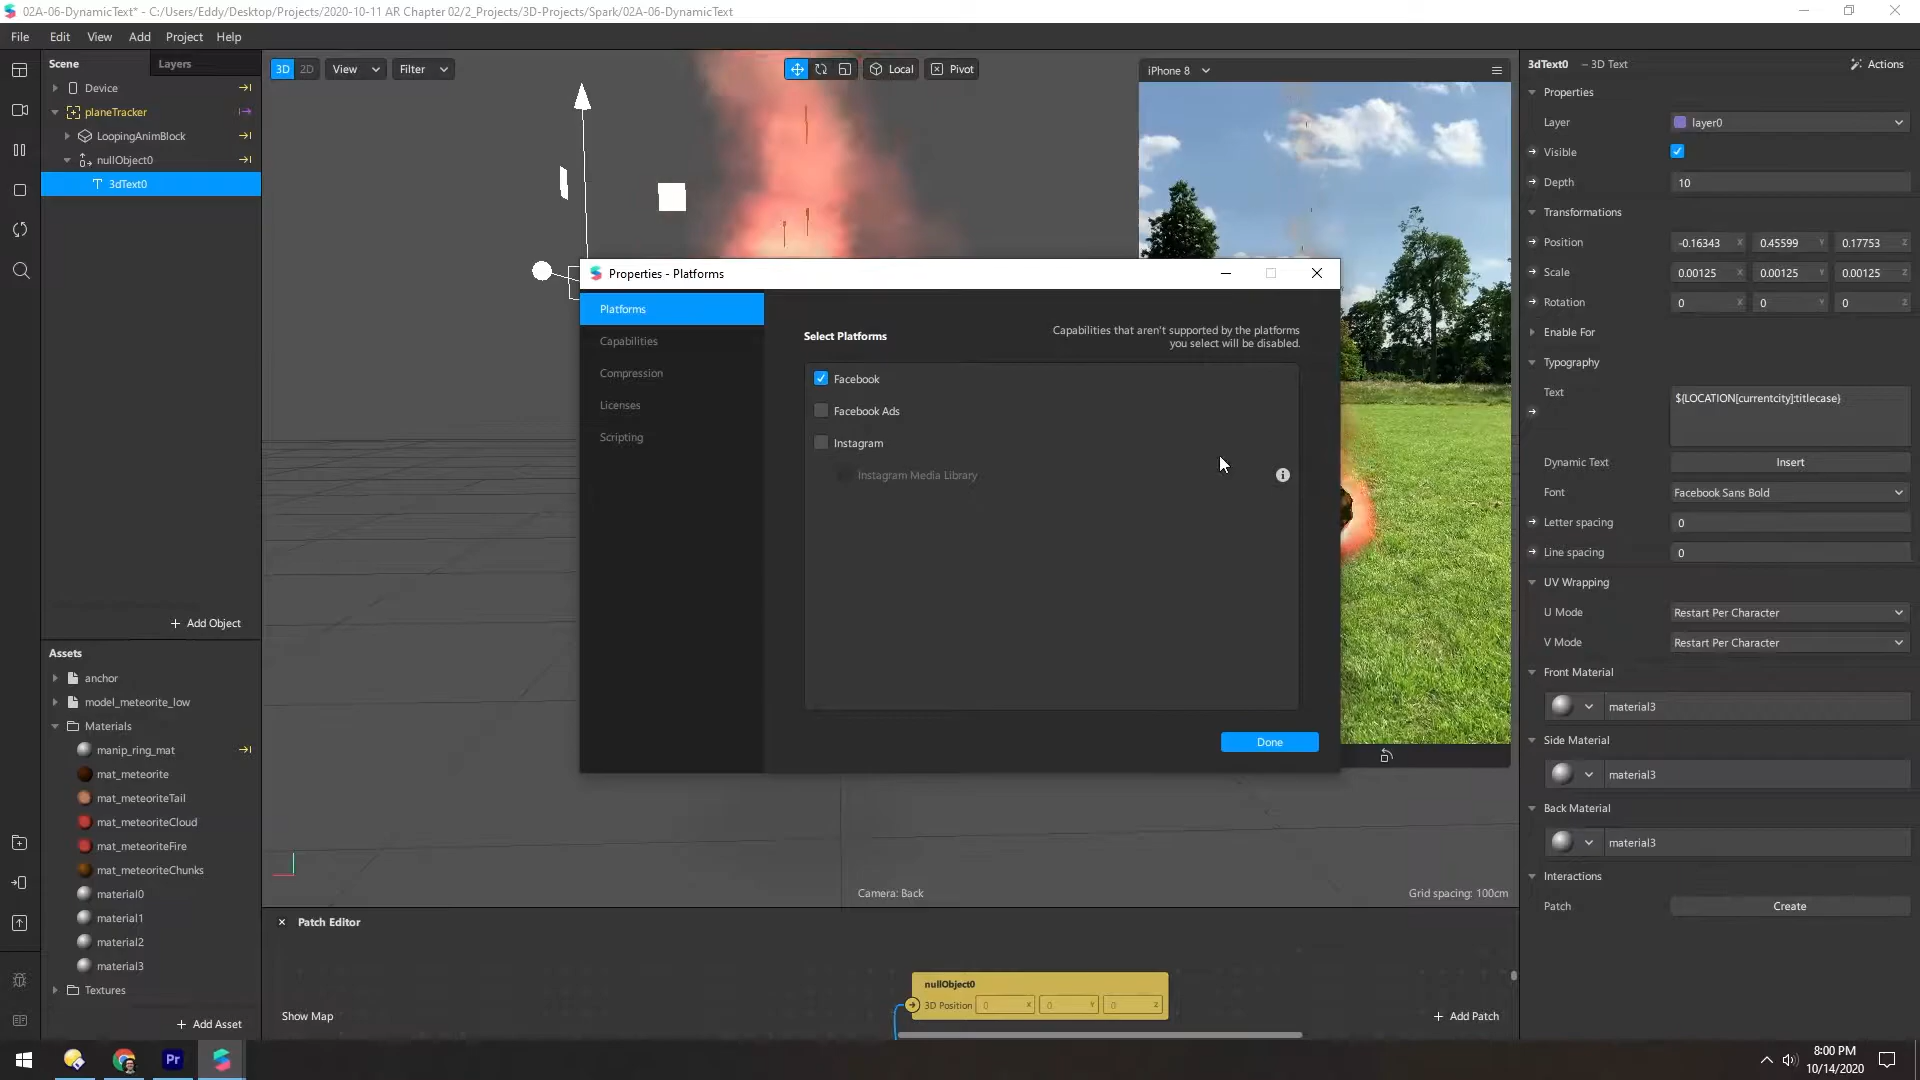 02A-06-DynamicText* - C:/Users/Eddy/Desktop/Projects/2020-10-11 AR Chapter 02/2_Projects/3D-Projects/Spark/02A-06-DynamicText
File Edit View Add Project Help
Scene Layers
Device
planeTracker
LoopingAnimBlock
nullObject0
3dText0
Add Object
Assets
anchor
model_meteorite_low
Materials
manip_ring_mat
mat_meteorite
mat_meteoriteTail
mat_meteoriteCloud
mat_meteoriteFire
mat_meteoriteChunks
material0
material1
material2
material3
Textures
Add Asset
3D 2D View Filter Local Pivot
iPhone 8
Properties - Platforms
Platforms
Capabilities
Compression
Licenses
Scripting
Select Platforms
Capabilities that aren't supported by the platforms
you select will be disabled.
Facebook
Facebook Ads
Instagram
Instagram Media Library
Done
Camera: Back
Grid spacing: 100cm
Patch Editor
nullObject0
3D Position 0 X 0 Y 0 Z
Show Map
Add Patch
3dText0 – 3D Text Actions
Properties
Layer layer0
Visible
Depth 10
Transformations
Position -0.16343 X 0.45599 Y 0.17753 Z
Scale 0.00125 X 0.00125 Y 0.00125 Z
Rotation 0 X 0 Y 0 Z
Enable For
Typography
Text ${LOCATION[currentcity]:titlecase}
Dynamic Text Insert
Font Facebook Sans Bold
Letter spacing 0
Line spacing 0
UV Wrapping
U Mode Restart Per Character
V Mode Restart Per Character
Front Material
material3
Side Material
material3
Back Material
material3
Interactions
Patch Create
Pr
8:00 PM
10/14/2020